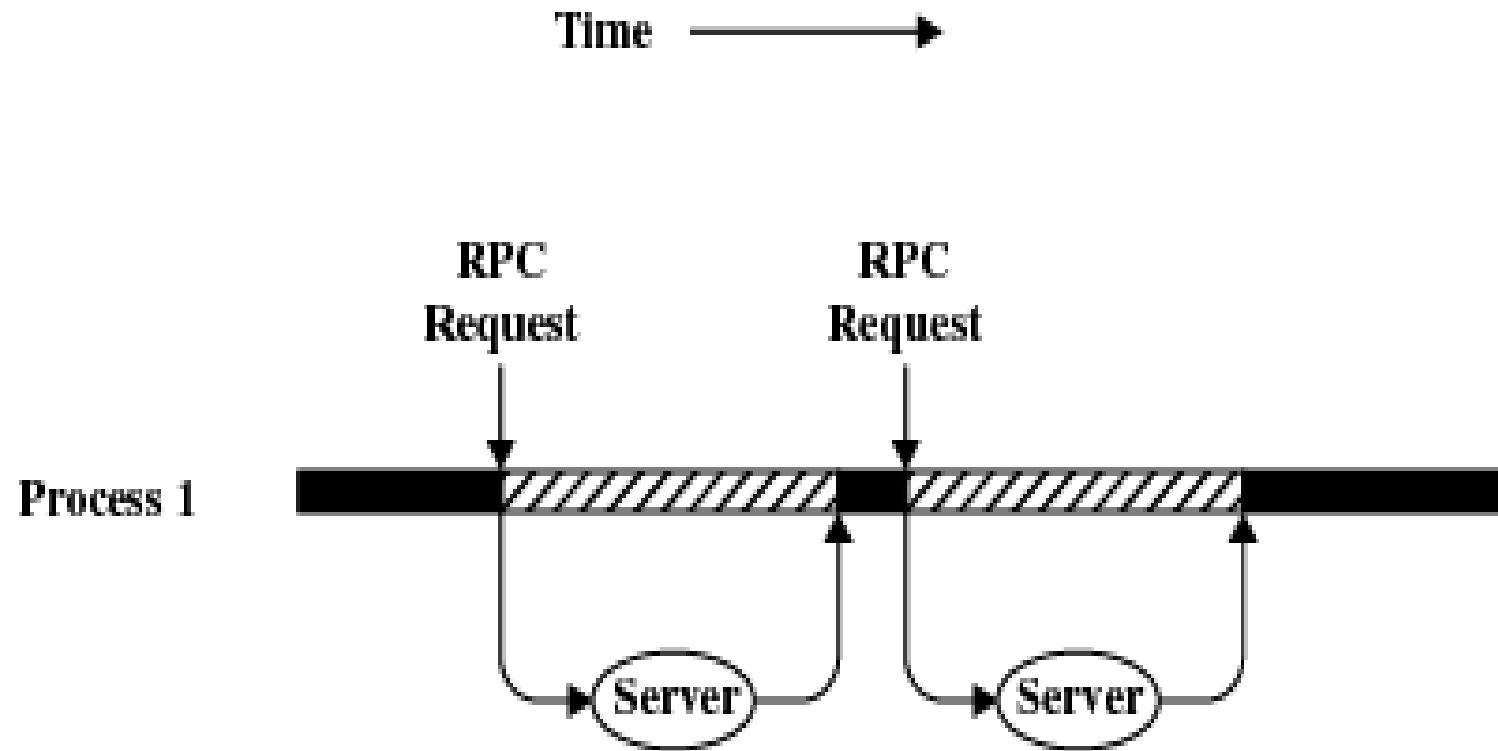 Time
RPC
Request
RPC
Request
Process 1
Server
Server